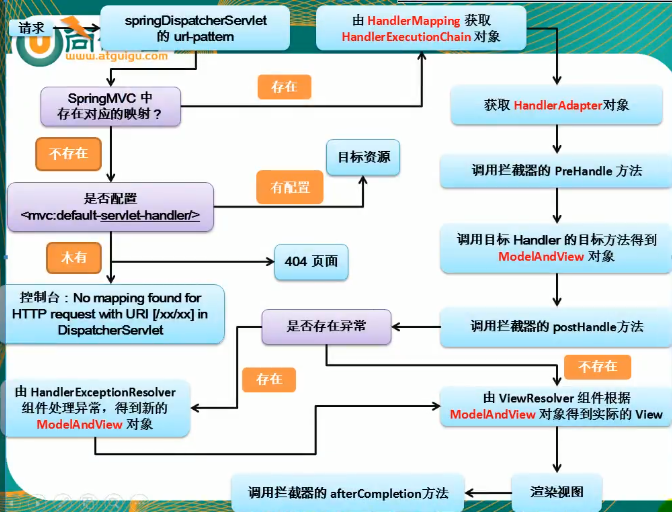 请求
springDispatcherServlet
的 url-pattern
由 HandlerMapping 获取
HandlerExecutionChain 对象
www.atguigu.com
SpringMVC 中
存在对应的映射？
存在
获取 HandlerAdapter对象
不存在
目标资源
调用拦截器的 PreHandle 方法
是否配置
<mvc:default-servlet-handler/>
有配置
调用目标 Handler 的目标方法得到
ModelAndView 对象
木有
404 页面
控制台：No mapping found for
HTTP request with URI [/xx/xx] in
DispatcherServlet
是否存在异常
调用拦截器的 postHandle方法
存在
不存在
由 HandlerExceptionResolver
组件处理异常，得到新的
ModelAndView 对象
由 ViewResolver 组件根据
ModelAndView 对象得到实际的 View
调用拦截器的 afterCompletion方法
渲染视图